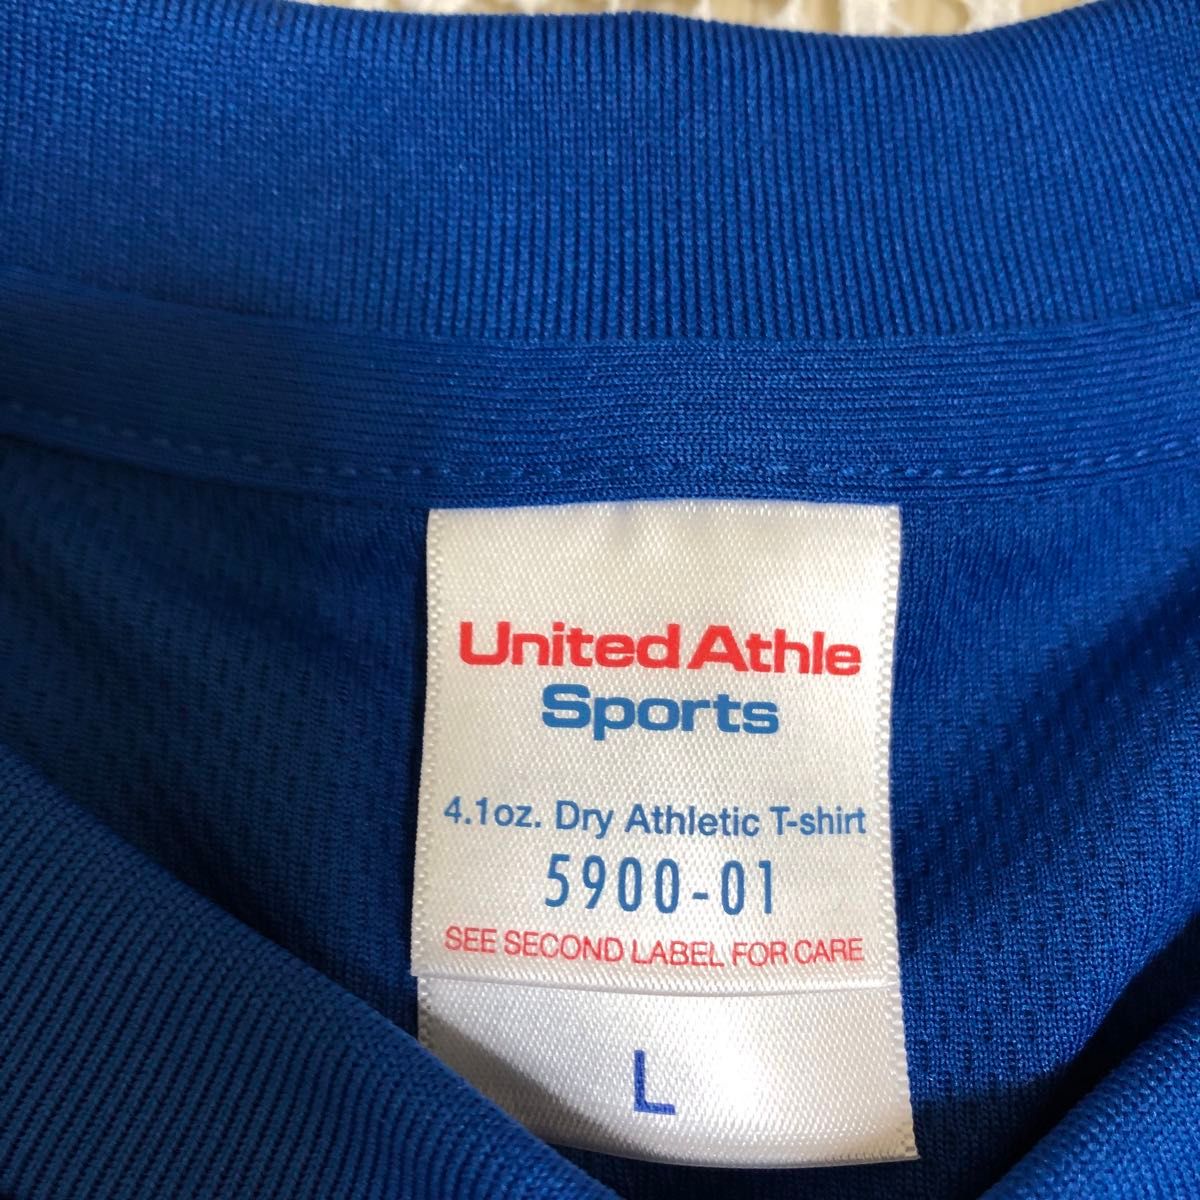 United Athle
Sports
4.1oz. Dry Athletic T-shirt
5900-01
SEE SECOND LABEL FOR CARE
L